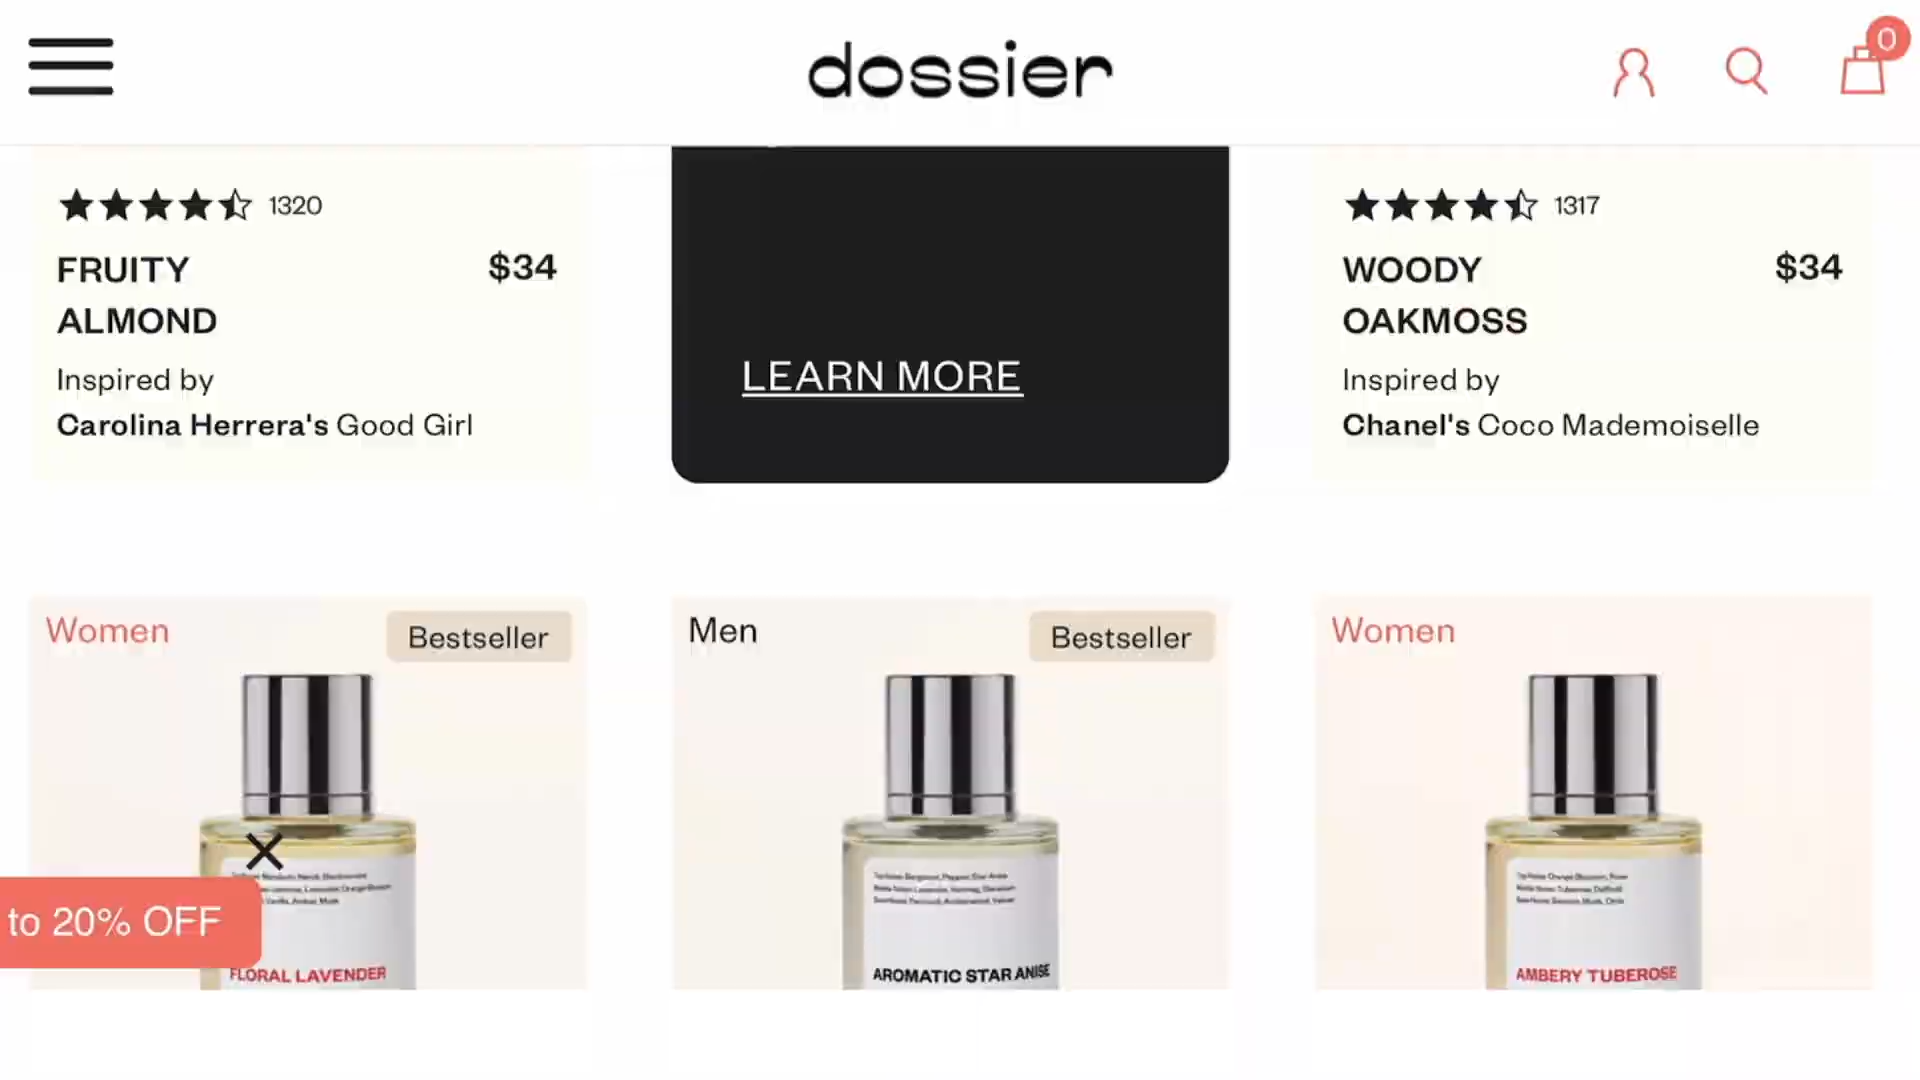 dossier
0
1320
1317
FRUITY
ALMOND
$34
WOODY
OAKMOSS
$34
Inspired by
Carolina Herrera's Good Girl
LEARN MORE
Inspired by
Chanel's Coco Mademoiselle
Women
Bestseller
Men
Bestseller
Women
to 20% OFF
FLORAL LAVENDER
AROMATIC STAR ANISE
AMBERY TUBEROSE